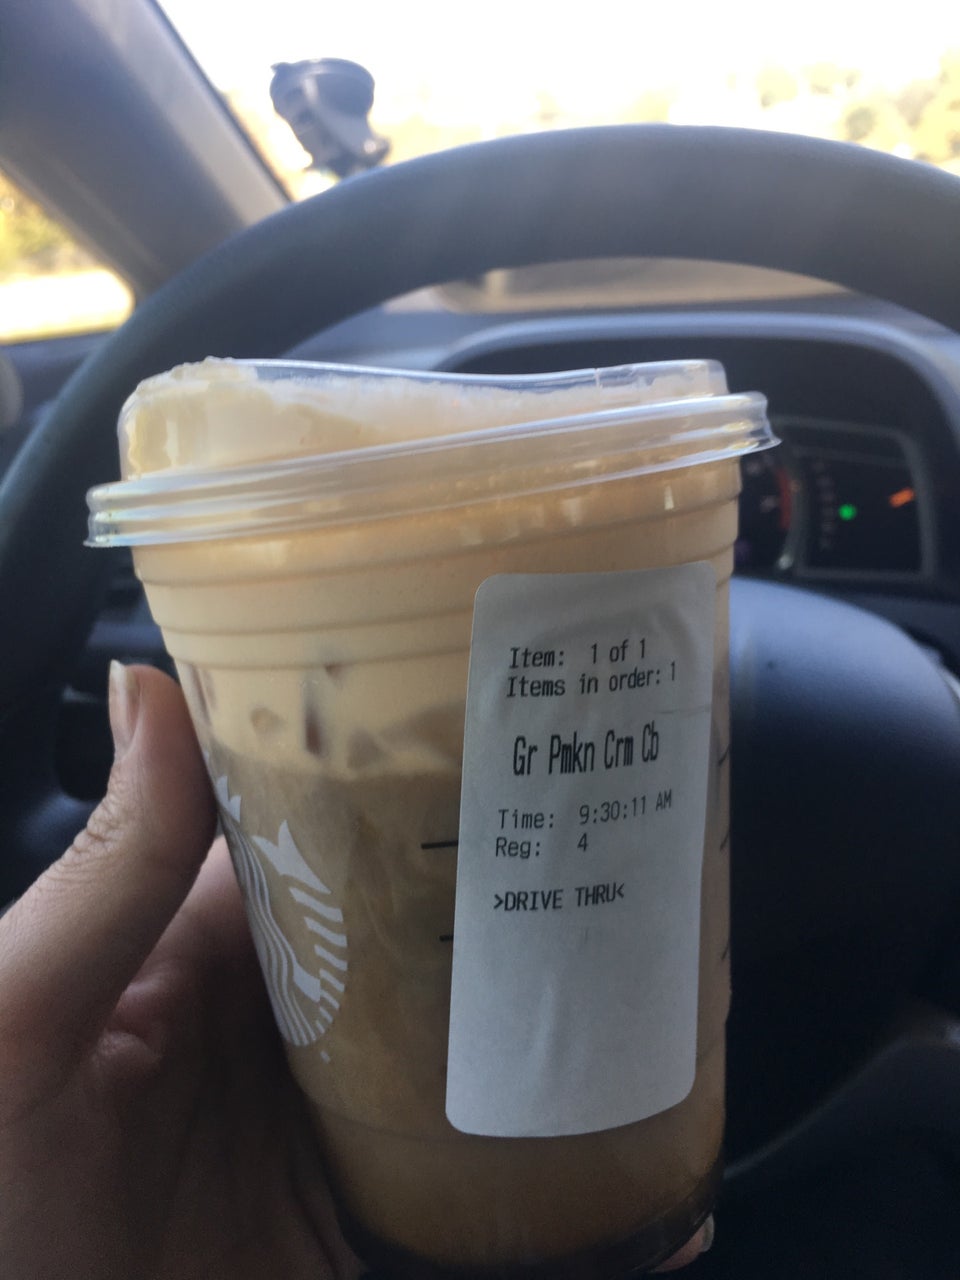 Item: 1 of 1
Items in order: 1
Gr Pmkn Crm Cb
Time: 9:30:11 AM
Reg: 4
>DRIVE THRU<